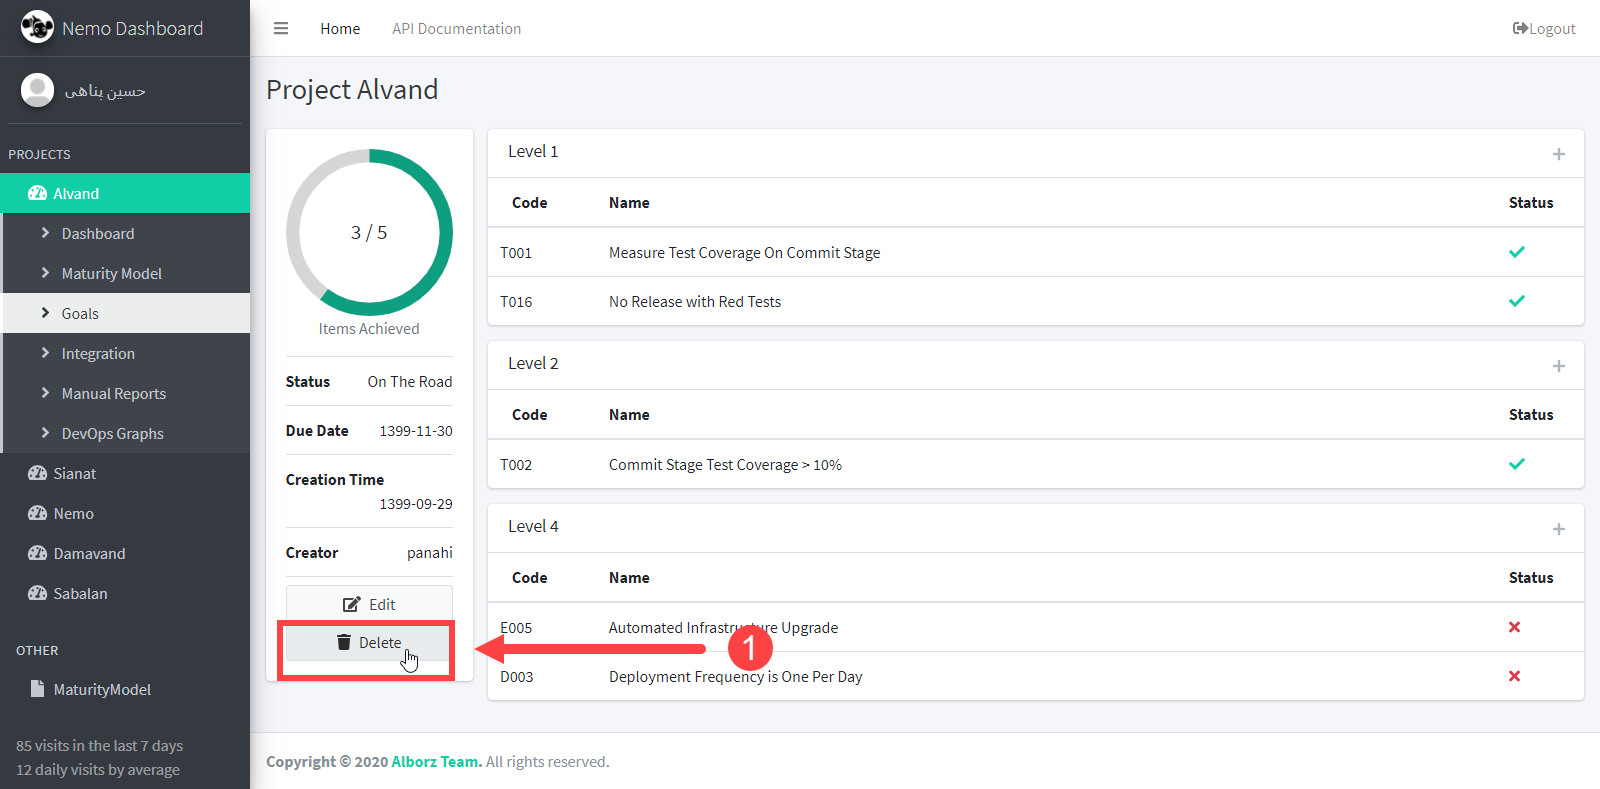 Nemo Dashboard
حسین پناهی
PROJECTS
Alvand
Dashboard
Maturity Model
Goals
Integration
Manual Reports
DevOps Graphs
Sianat
Nemo
Damavand
Sabalan
OTHER
MaturityModel
85 visits in the last 7 days
12 daily visits by average
Home API Documentation Logout
Project Alvand
3 / 5
Items Achieved
Status On The Road
Due Date 1399-11-30
Creation Time
1399-09-29
Creator panahi
Edit
Delete
1
Level 1
Code Name Status
T001 Measure Test Coverage On Commit Stage
T016 No Release with Red Tests
Level 2
Code Name Status
T002 Commit Stage Test Coverage > 10%
Level 4
Code Name Status
E005 Automated Infrastructure Upgrade
D003 Deployment Frequency is One Per Day
Copyright © 2020 Alborz Team. All rights reserved.